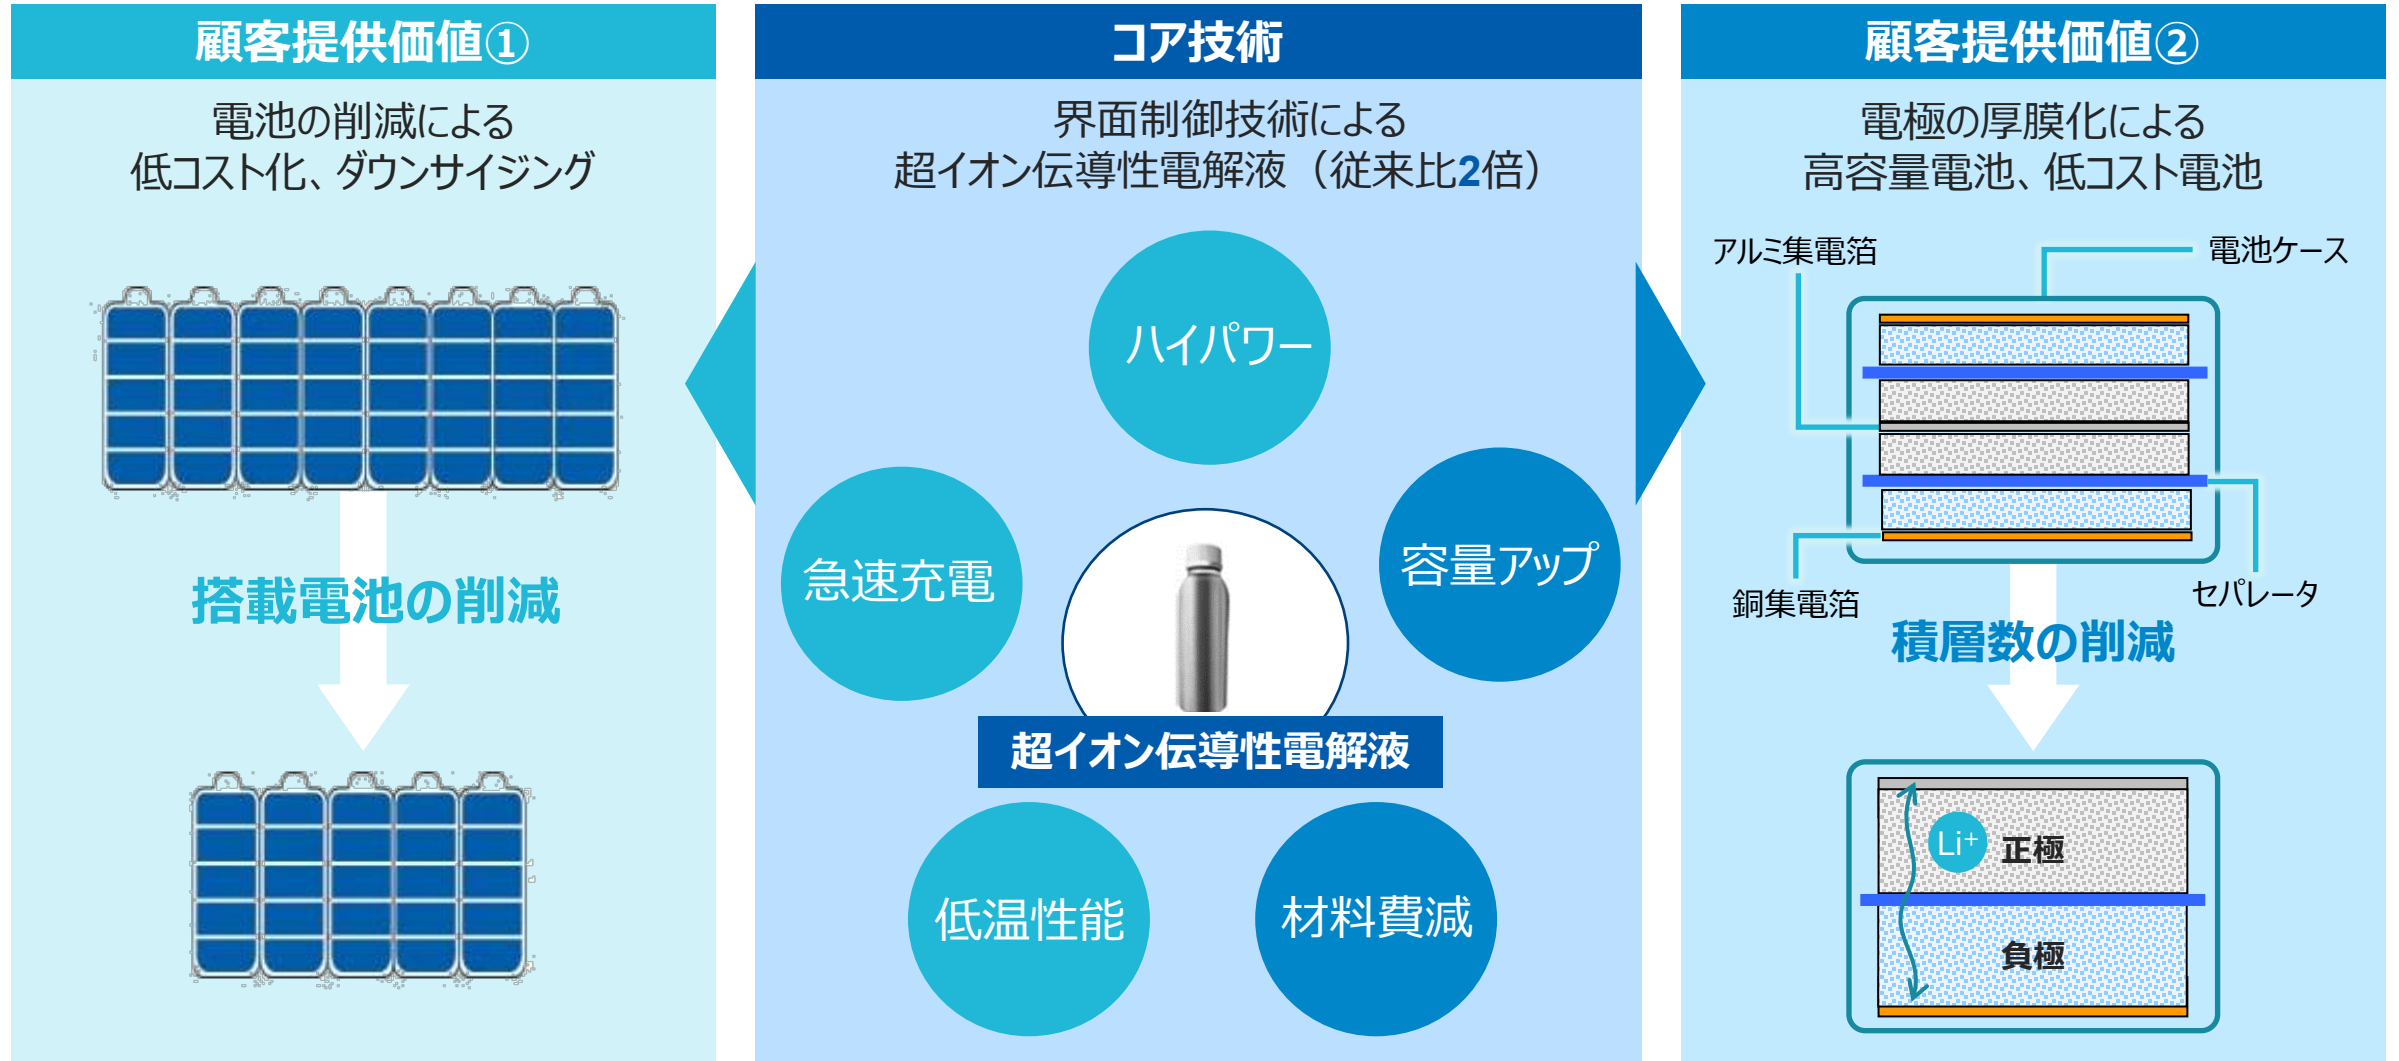 顧客提供価値①
電池の削減による
低コスト化、ダウンサイジング
搭載電池の削減
コア技術
界面制御技術による
超イオン伝導性電解液（従来比2倍）
ハイパワー
急速充電
容量アップ
超イオン伝導性電解液
低温性能
材料費減
顧客提供価値②
電極の厚膜化による
高容量電池、低コスト電池
アルミ集電箔
電池ケース
銅集電箔
セパレータ
積層数の削減
Li⁺
正極
負極